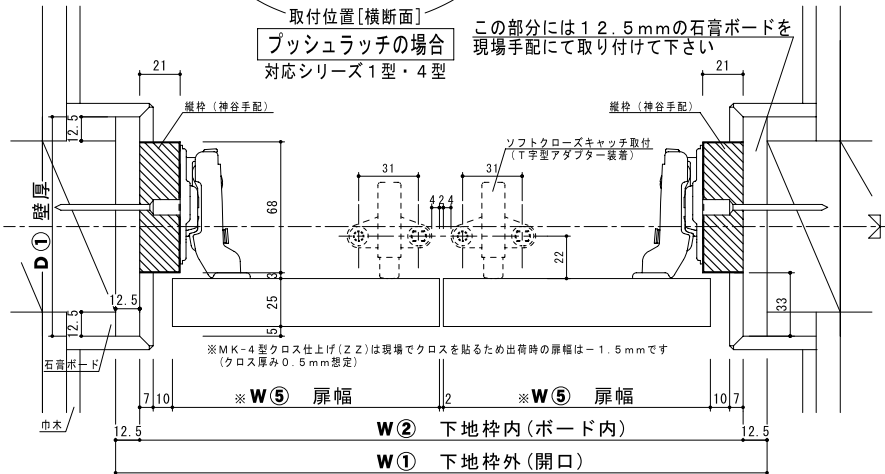 取付位置[横断面]
プッシュラッチの場合
対応シリーズ1型・4型
この部分には12.5mmの石膏ボードを
現場手配にて取り付けて下さい
21
21
縦枠(神谷手配)
縦枠(神谷手配)
12.5
ソフトクローズキャッチ取付
(T字型アダプター装着)
31
31
4 2 4
68
D① 壁厚
22
3
25
5
33
12.5
12.5
石膏ボード
※MK-4型クロス仕上げ(ZZ)は現場でクロスを貼るため出荷時の扉幅は-1.5mmです
(クロス厚み0.5mm想定)
7 10 ※W⑤ 扉幅 2 ※W⑤ 扉幅 10 7
巾木
12.5 W② 下地枠内(ボード内) 12.5
W① 下地枠外(開口)